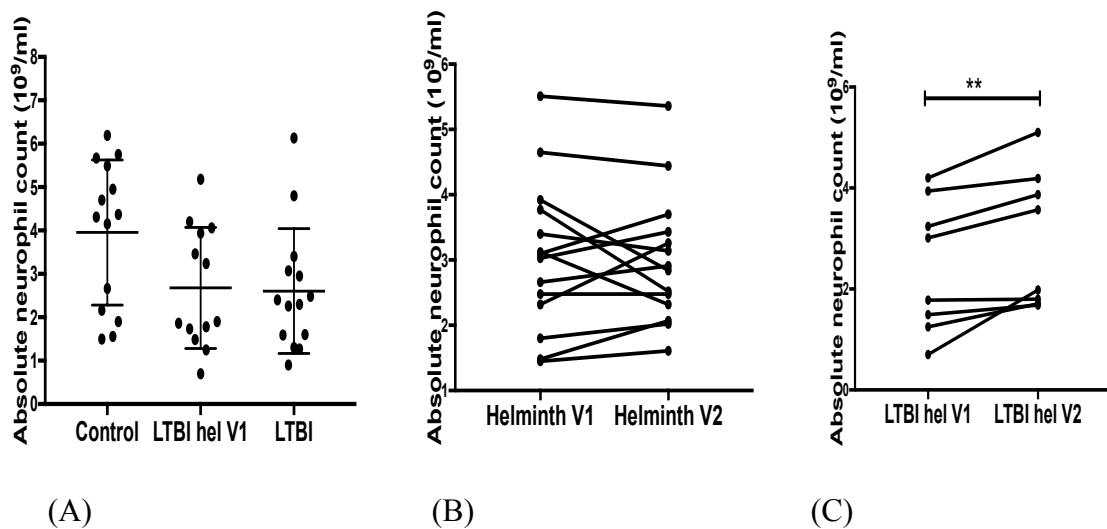 Absolute neurophil count (10⁹/ml)
8
7
6
5
4
3
2
1
0
Control LTBI hel V1 LTBI
(A)
Absolute neurophil count (10⁹/ml)
6
5
4
3
2
1
Helminth V1 Helminth V2
(B)
Absolute neurophil count (10⁹/ml)
6
4
2
0
**
LTBI hel V1 LTBI hel V2
(C)